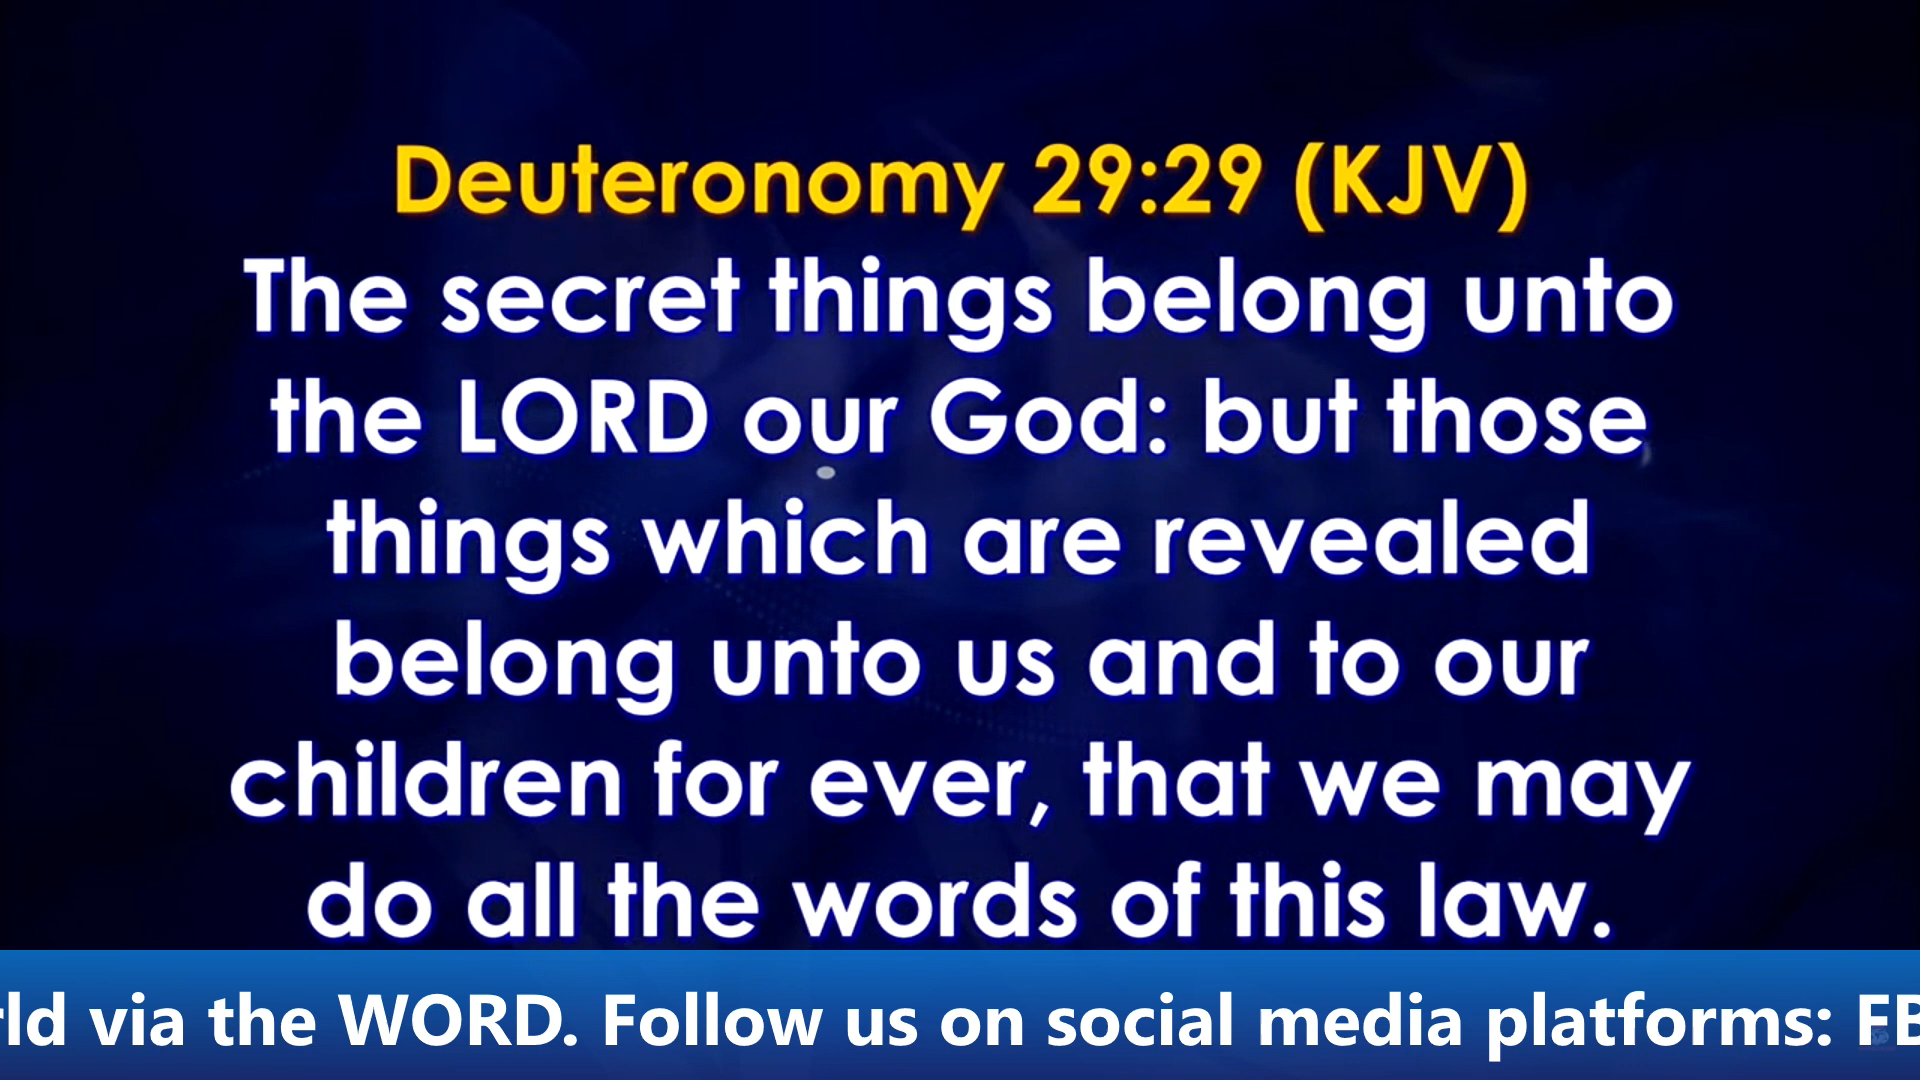 Deuteronomy 29:29 (KJV)
The secret things belong unto
the LORD our God: but those
things which are revealed
belong unto us and to our
children for ever, that we may
do all the words of this law.
via the WORD. Follow us on social media platforms: FB